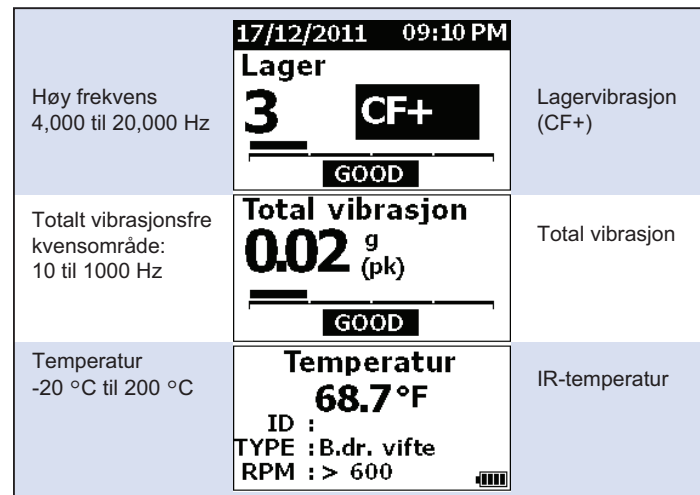 17/12/2011 09:10 PM
Høy frekvens
4,000 til 20,000 Hz
Lager
3 CF+
GOOD
Lagervibrasjon
(CF+)
Totalt vibrasjonsfre
kvensområde:
10 til 1000 Hz
Total vibrasjon
0.02 g
(pk)
GOOD
Total vibrasjon
Temperatur
-20 °C til 200 °C
Temperatur
68.7°F
ID :
TYPE :B.dr. vifte
RPM :> 600
IR-temperatur